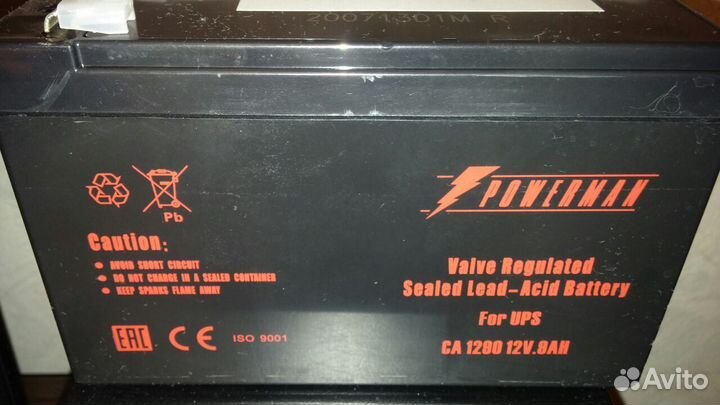 20071301M R
Pb
Caution:
AVOID SHORT CIRCUIT
DO NOT CHARGE IN A SEALED CONTAINER
KEEP SPARKS FLAME AWAY
EAC CE ISO 9001
POWERMAN
Valve Regulated
Sealed Lead-Acid Battery
For UPS
CA 1290 12V.9AH
Avito